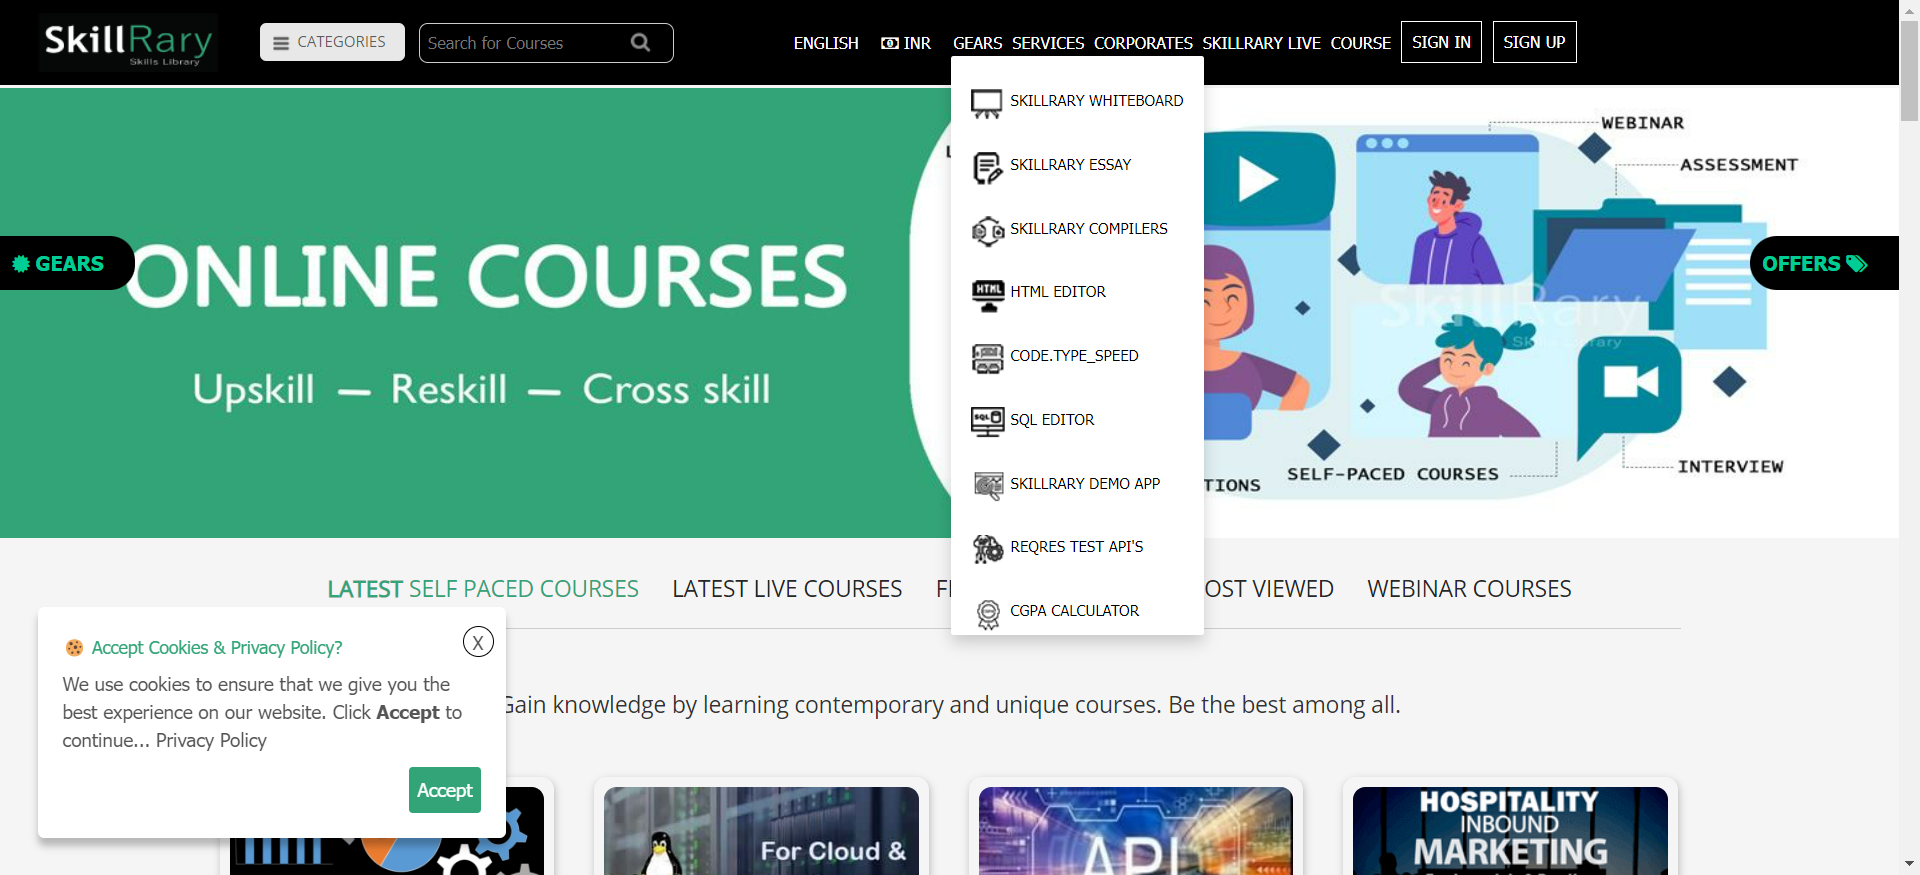 SkillRary
Skills Library
CATEGORIES
Search for Courses
ENGLISH
INR
GEARS
SERVICES
CORPORATES
SKILLRARY LIVE
COURSE
SIGN IN
SIGN UP
SKILLRARY WHITEBOARD
SKILLRARY ESSAY
SKILLRARY COMPILERS
HTML EDITOR
CODE.TYPE_SPEED
SQL EDITOR
SKILLRARY DEMO APP
REQRES TEST API'S
CGPA CALCULATOR
GEARS
ONLINE COURSES
Upskill — Reskill — Cross skill
WEBINAR
ASSESSMENT
OFFERS
SkillRary
Skills Library
SELF-PACED COURSES
INTERVIEW
TIONS
LATEST SELF PACED COURSES
LATEST LIVE COURSES
OST VIEWED
WEBINAR COURSES
Gain knowledge by learning contemporary and unique courses. Be the best among all.
Accept Cookies & Privacy Policy?
X
We use cookies to ensure that we give you the
best experience on our website. Click Accept to
continue... Privacy Policy
Accept
For Cloud &
API
HOSPITALITY
INBOUND
MARKETING